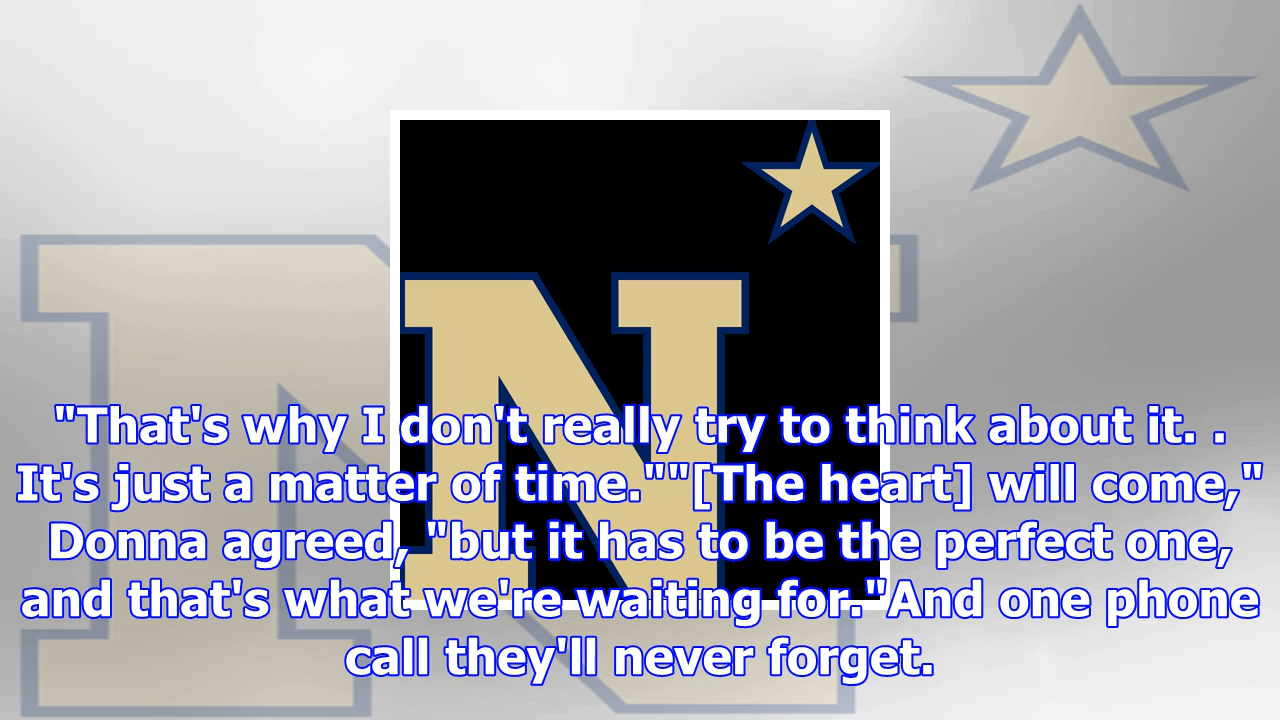 "That's why I don't really try to think about it. .
It's just a matter of time.""[The heart] will come,"
Donna agreed, "but it has to be the perfect one,
and that's what we're waiting for."And one phone
call they'll never forget.
N